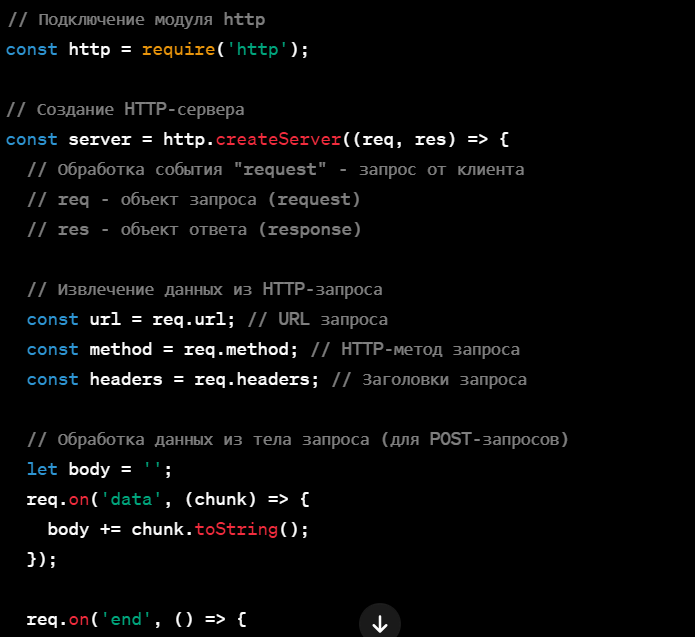 // Подключение модуля http
const http = require('http');
// Создание HTTP-сервера
const server = http.createServer((req, res) => {
// Обработка события "request" - запрос от клиента
// req - объект запроса (request)
// res - объект ответа (response)
// Извлечение данных из HTTP-запроса
const url = req.url; // URL запроса
const method = req.method; // HTTP-метод запроса
const headers = req.headers; // Заголовки запроса
// Обработка данных из тела запроса (для POST-запросов)
let body = '';
req.on('data', (chunk) => {
body += chunk.toString();
});
req.on('end', () => {